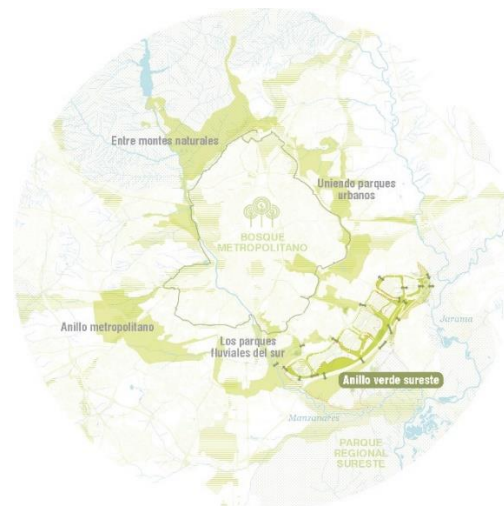 Entre montes naturales
Uniendo parques
urbanos
BOSQUE
METROPOLITANO
Anillo metropolitano
Los parques
fluviales del sur
Jarama
Anillo verde sureste
Manzanares
PARQUE
REGIONAL
SURESTE